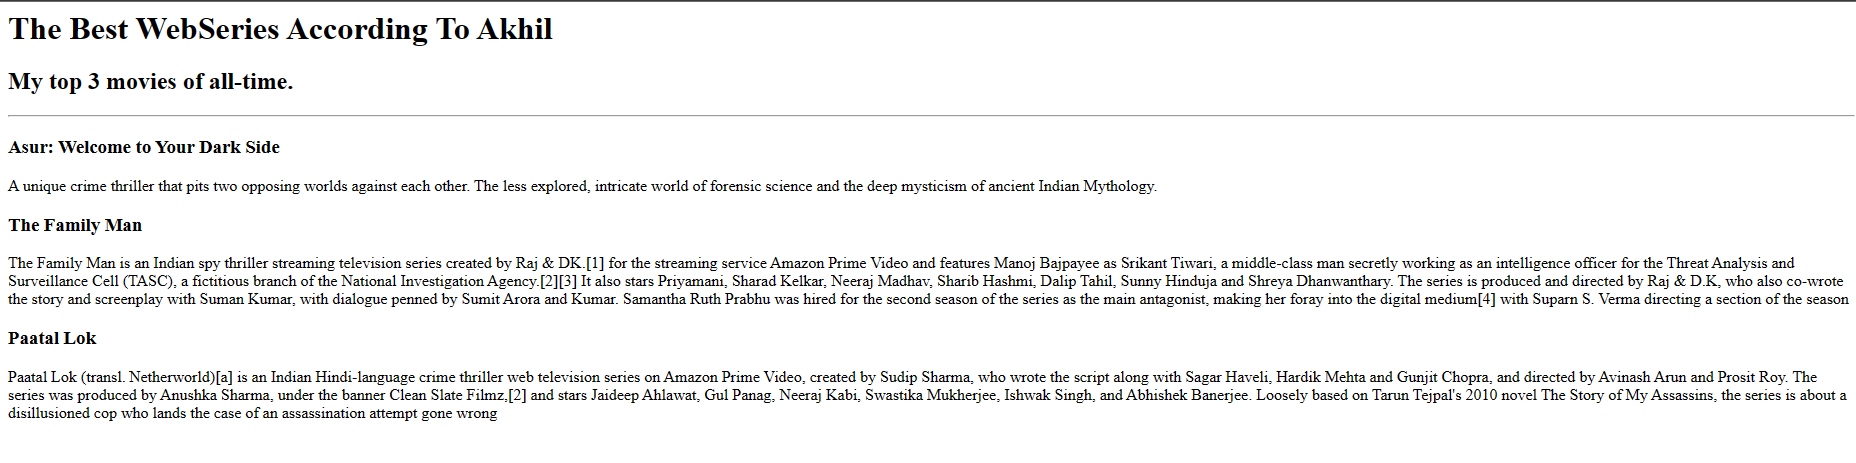 The Best WebSeries According To Akhil
My top 3 movies of all-time.
Asur: Welcome to Your Dark Side
A unique crime thriller that pits two opposing worlds against each other. The less explored, intricate world of forensic science and the deep mysticism of ancient Indian Mythology.
The Family Man
The Family Man is an Indian spy thriller streaming television series created by Raj & DK.[1] for the streaming service Amazon Prime Video and features Manoj Bajpayee as Srikant Tiwari, a middle-class man secretly working as an intelligence officer for the Threat Analysis and
Surveillance Cell (TASC), a fictitious branch of the National Investigation Agency.[2][3] It also stars Priyamani, Sharad Kelkar, Neeraj Madhav, Sharib Hashmi, Dalip Tahil, Sunny Hinduja and Shreya Dhanwanthary. The series is produced and directed by Raj & D.K, who also co-wrote
the story and screenplay with Suman Kumar, with dialogue penned by Sumit Arora and Kumar. Samantha Ruth Prabhu was hired for the second season of the series as the main antagonist, making her foray into the digital medium[4] with Suparn S. Verma directing a section of the season
Paatal Lok
Paatal Lok (transl. Netherworld)[a] is an Indian Hindi-language crime thriller web television series on Amazon Prime Video, created by Sudip Sharma, who wrote the script along with Sagar Haveli, Hardik Mehta and Gunjit Chopra, and directed by Avinash Arun and Prosit Roy. The
series was produced by Anushka Sharma, under the banner Clean Slate Filmz,[2] and stars Jaideep Ahlawat, Gul Panag, Neeraj Kabi, Swastika Mukherjee, Ishwak Singh, and Abhishek Banerjee. Loosely based on Tarun Tejpal's 2010 novel The Story of My Assassins, the series is about a
disillusioned cop who lands the case of an assassination attempt gone wrong